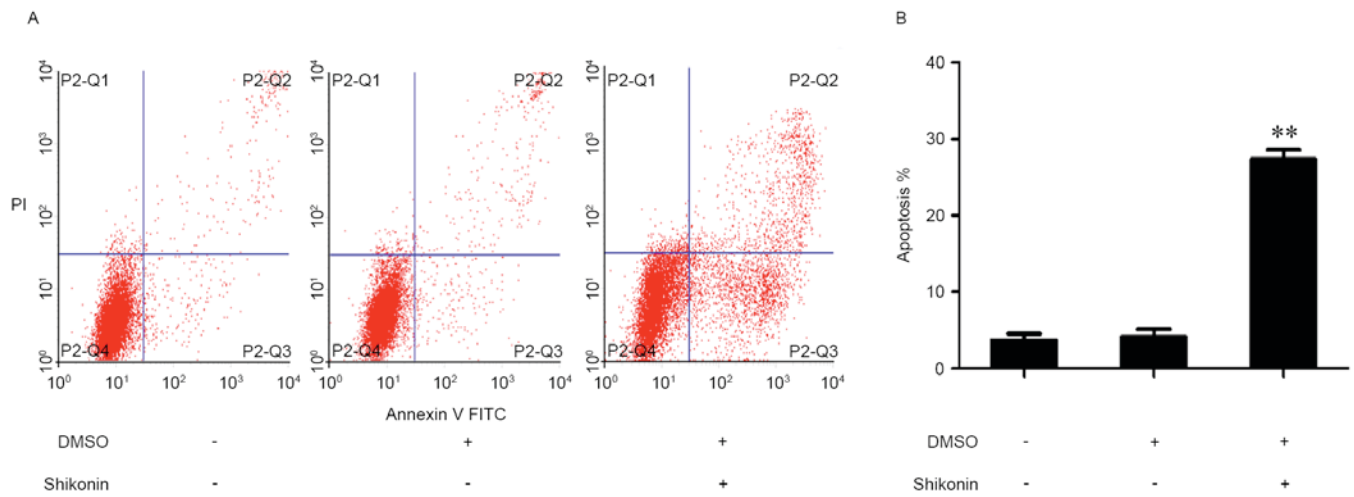 A
B
P2-Q1 P2-Q2 P2-Q1 P2-Q2 P2-Q1 P2-Q2
10⁴ 10⁴ 10⁴ 40
10³ 10³ 10³ 30
PI
10² 10² 10² 20
Apoptosis %
10¹ 10¹ 10¹ 10
10⁰ 10⁰ 10⁰ 0
**
P2-Q4 P2-Q3 P2-Q4 P2-Q3 P2-Q4 P2-Q3
10⁰ 10¹ 10² 10³ 10⁴ 10⁰ 10¹ 10² 10³ 10⁴ 10⁰ 10¹ 10² 10³ 10⁴
Annexin V FITC
DMSO - + + DMSO - + +
Shikonin - - + Shikonin - - +